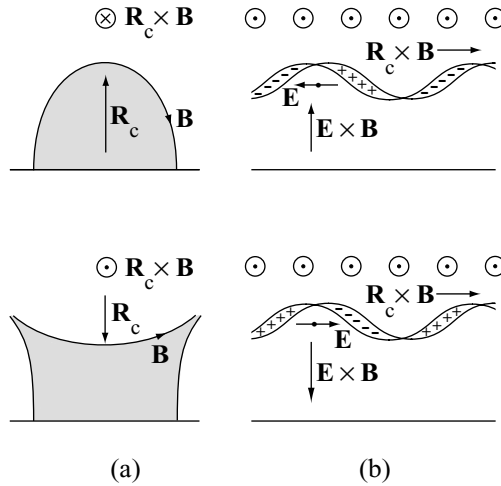 ⊗ R_c × B
R_c × B
B
R_c
E
E × B
⊙ R_c × B
R_c × B
R_c
B
E
E × B
(a) (b)